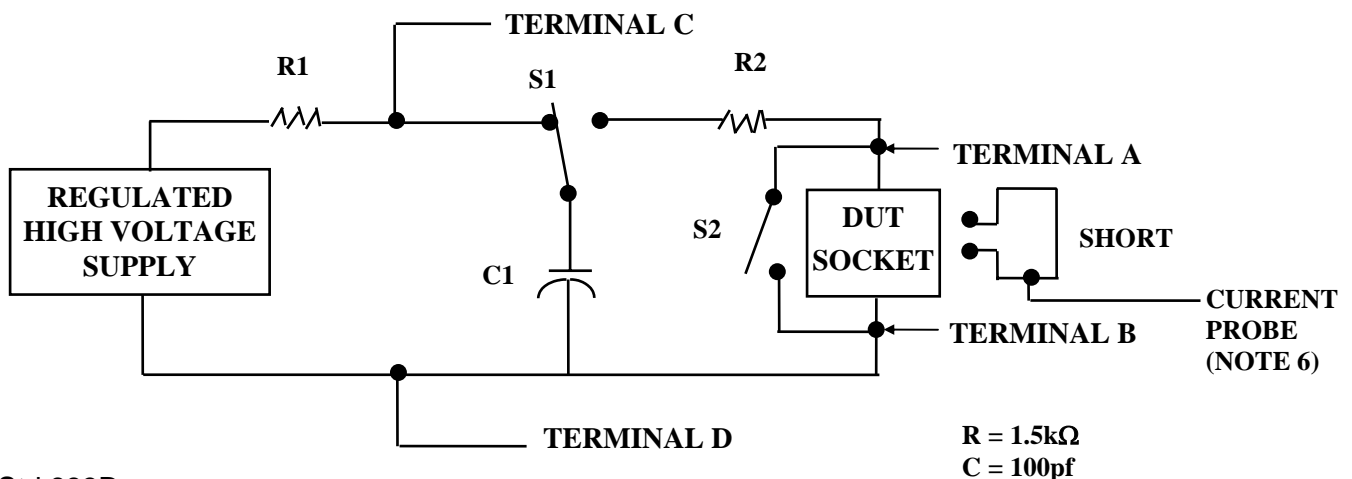 TERMINAL C
R1
S1
R2
TERMINAL A
REGULATED
HIGH VOLTAGE
SUPPLY
S2
DUT
SOCKET
SHORT
C1
CURRENT
PROBE
(NOTE 6)
TERMINAL B
TERMINAL D
R = 1.5kΩ
C = 100pf